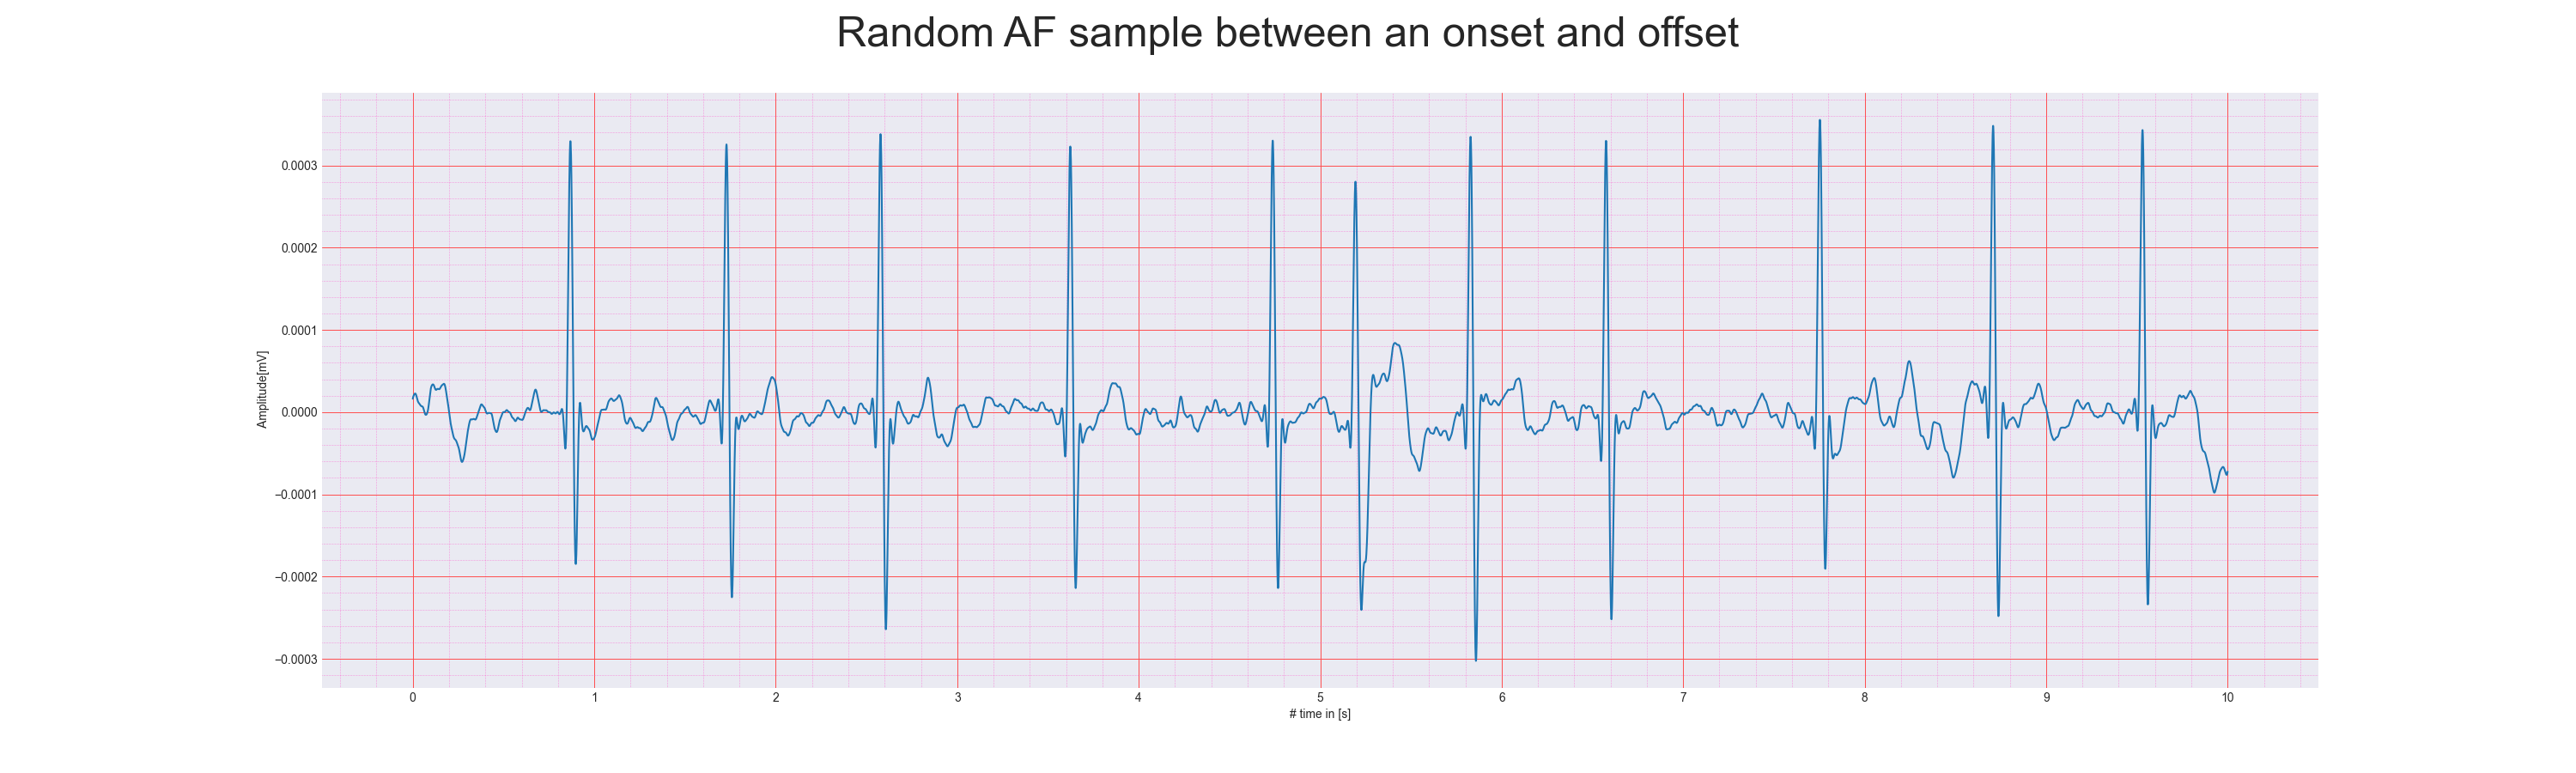 Random AF sample between an onset and offset
0.0003
0.0002
0.0001
0.0000
−0.0001
−0.0002
−0.0003
Amplitude[mV]
0 1 2 3 4 5 6 7 8 9 10
# time in [s]